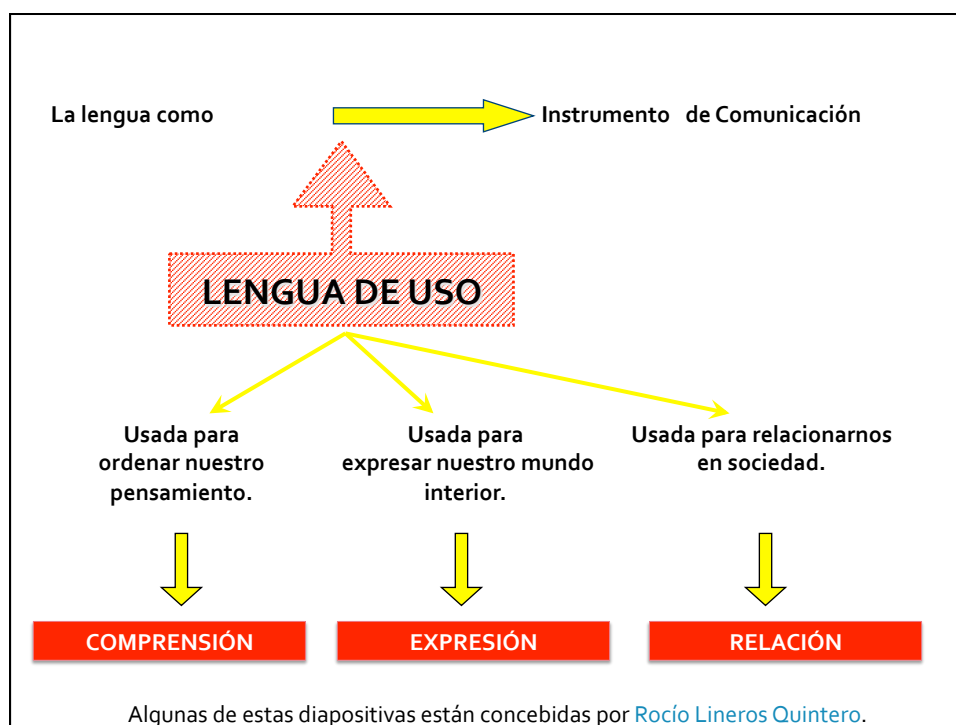 La lengua como
Instrumento de Comunicación
LENGUA DE USO
Usada para
ordenar nuestro
pensamiento.
Usada para
expresar nuestro mundo
interior.
Usada para relacionarnos
en sociedad.
COMPRENSIÓN
EXPRESIÓN
RELACIÓN
Algunas de estas diapositivas están concebidas por Rocío Lineros Quintero.